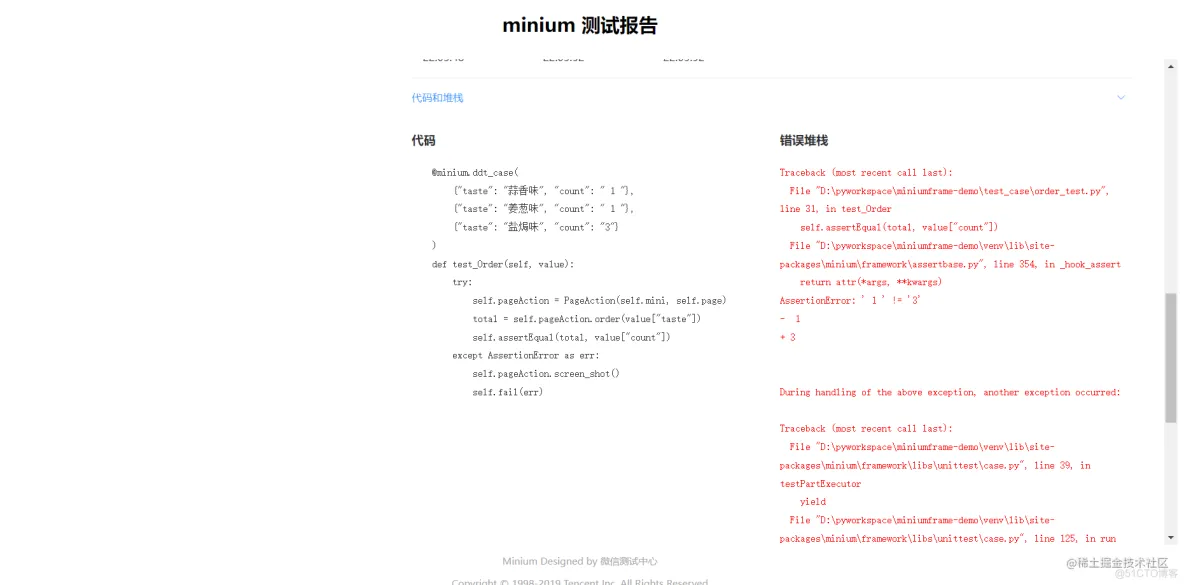 minium 测试报告
代码和堆栈
代码
@minium.ddt_case(
{"taste": "蒜香味", "count": " 1 "},
{"taste": "姜葱味", "count": " 1 "},
{"taste": "盐焗味", "count": "3"}
)
def test_Order(self, value):
try:
self.pageAction = PageAction(self.mini, self.page)
total = self.pageAction.order(value["taste"])
self.assertEqual(total, value["count"])
except AssertionError as err:
self.pageAction.screen_shot()
self.fail(err)
错误堆栈
Traceback (most recent call last):
File "D:\pyworkspace\miniumframe-demo\test_case\order_test.py",
line 31, in test_Order
self.assertEqual(total, value["count"])
File "D:\pyworkspace\miniumframe-demo\venv\lib\site-
packages\minium\framework\assertbase.py", line 354, in _hook_assert
return attr(*args, **kwargs)
AssertionError: ' 1 ' != '3'
-  1
+ 3
During handling of the above exception, another exception occurred:
Traceback (most recent call last):
File "D:\pyworkspace\miniumframe-demo\venv\lib\site-
packages\minium\framework\libs\unittest\case.py", line 39, in
testPartExecutor
yield
File "D:\pyworkspace\miniumframe-demo\venv\lib\site-
packages\minium\framework\libs\unittest\case.py", line 125, in run
Minium Designed by 微信测试中心
Copyright © 1998-2019 Tencent Inc. All Rights Reserved
@稀土掘金技术社区
@51CTO博客